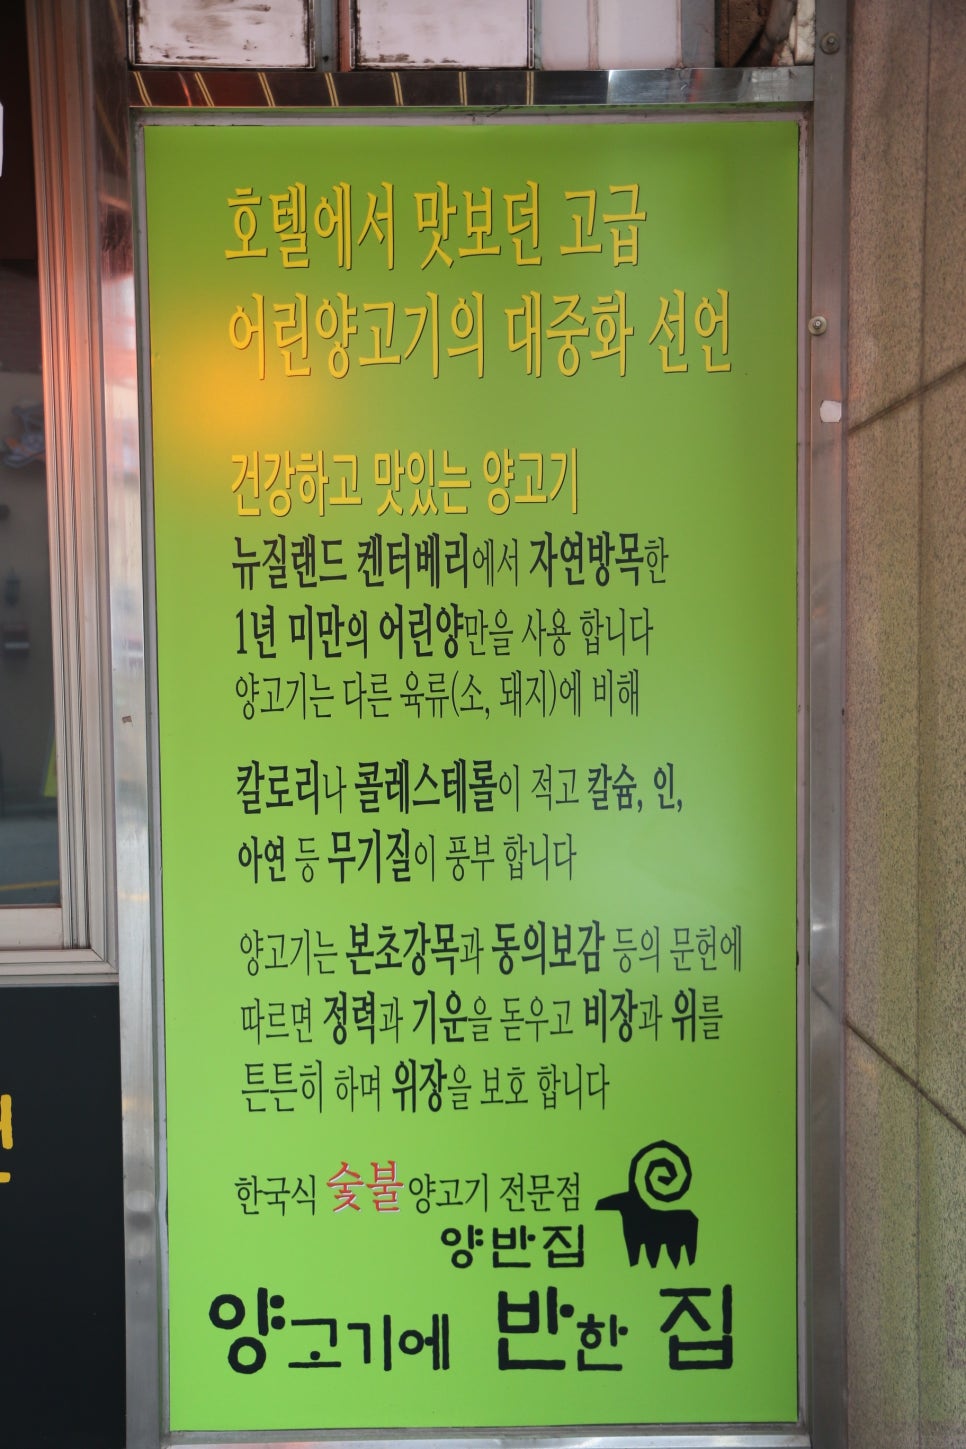 호텔에서 맛보던 고급
어린양고기의 대중화 선언
건강하고 맛있는 양고기
뉴질랜드 켄터베리에서 자연방목한
1년 미만의 어린양만을 사용 합니다
양고기는 다른 육류(소, 돼지)에 비해
칼로리나 콜레스테롤이 적고 칼슘, 인,
아연 등 무기질이 풍부 합니다
양고기는 본초강목과 동의보감 등의 문헌에
따르면 정력과 기운을 돋우고 비장과 위를
튼튼히 하며 위장을 보호 합니다
한국식 숯불 양고기 전문점
양반집
양고기에 반한 집